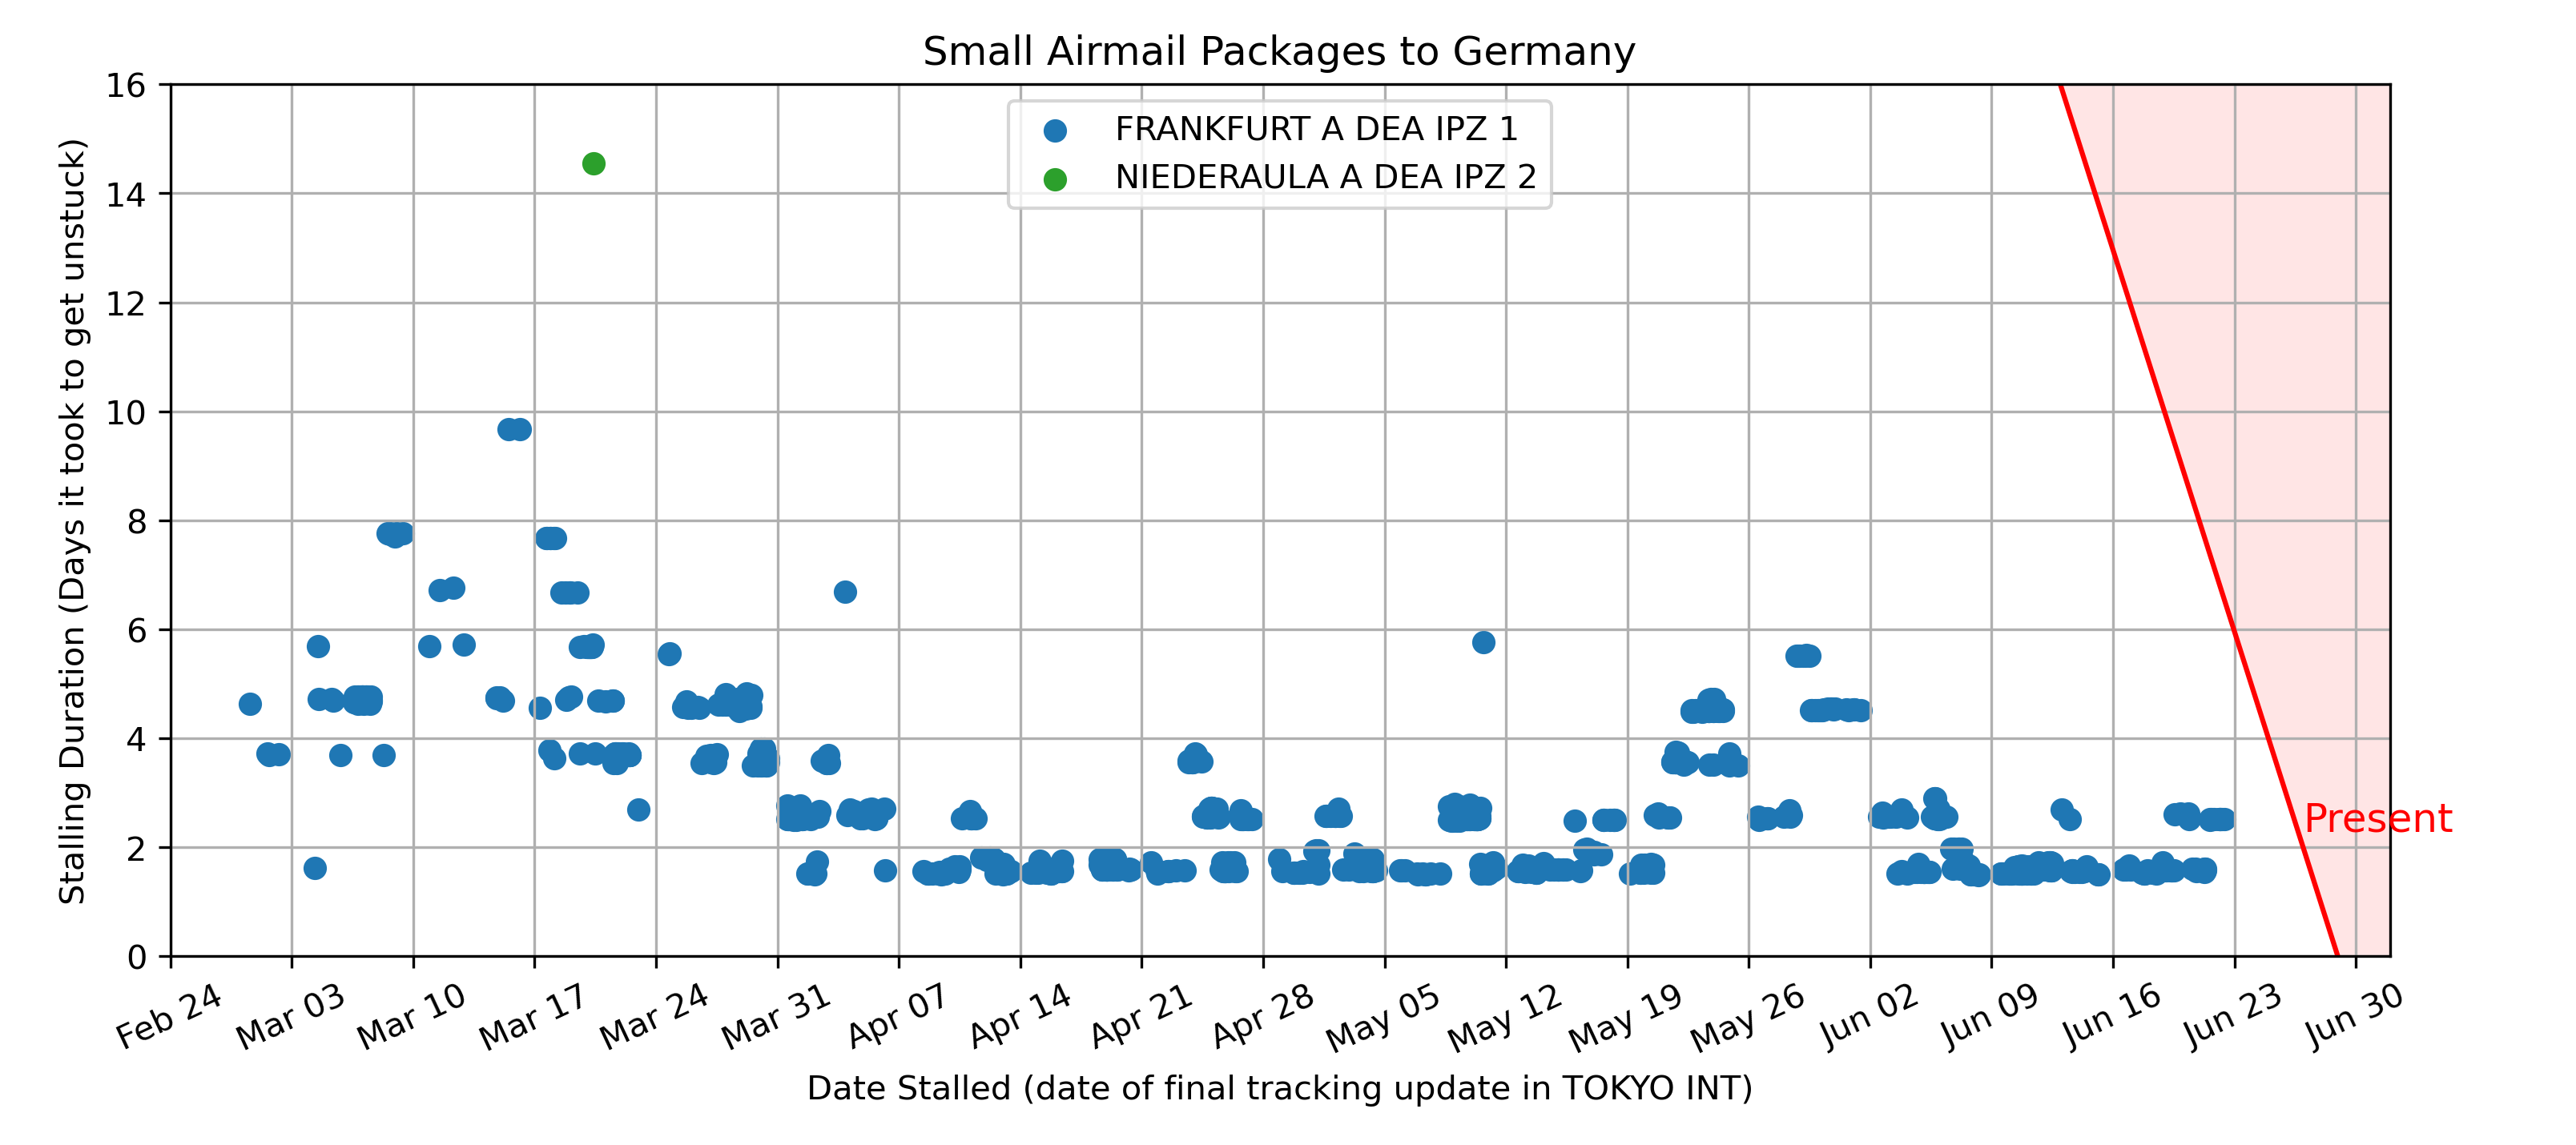 Small Airmail Packages to Germany
FRANKFURT A DEA IPZ 1
NIEDERAULA A DEA IPZ 2
Stalling Duration (Days it took to get unstuck)
16
14
12
10
8
6
4
2
0
Present
Feb 24
Mar 03
Mar 10
Mar 17
Mar 24
Mar 31
Apr 07
Apr 14
Apr 21
Apr 28
May 05
May 12
May 19
May 26
Jun 02
Jun 09
Jun 16
Jun 23
Jun 30
Date Stalled (date of final tracking update in TOKYO INT)